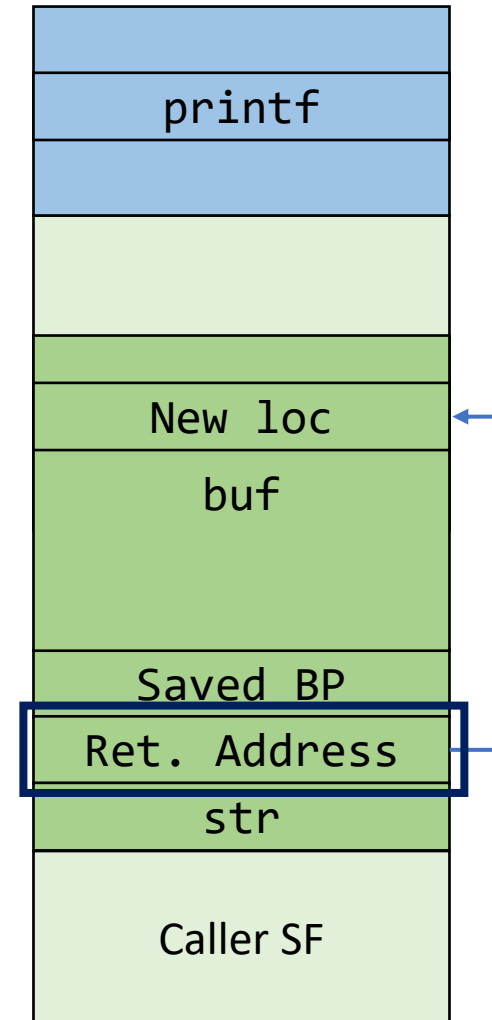 printf
New loc
buf
Saved BP
Ret. Address
str
Caller SF